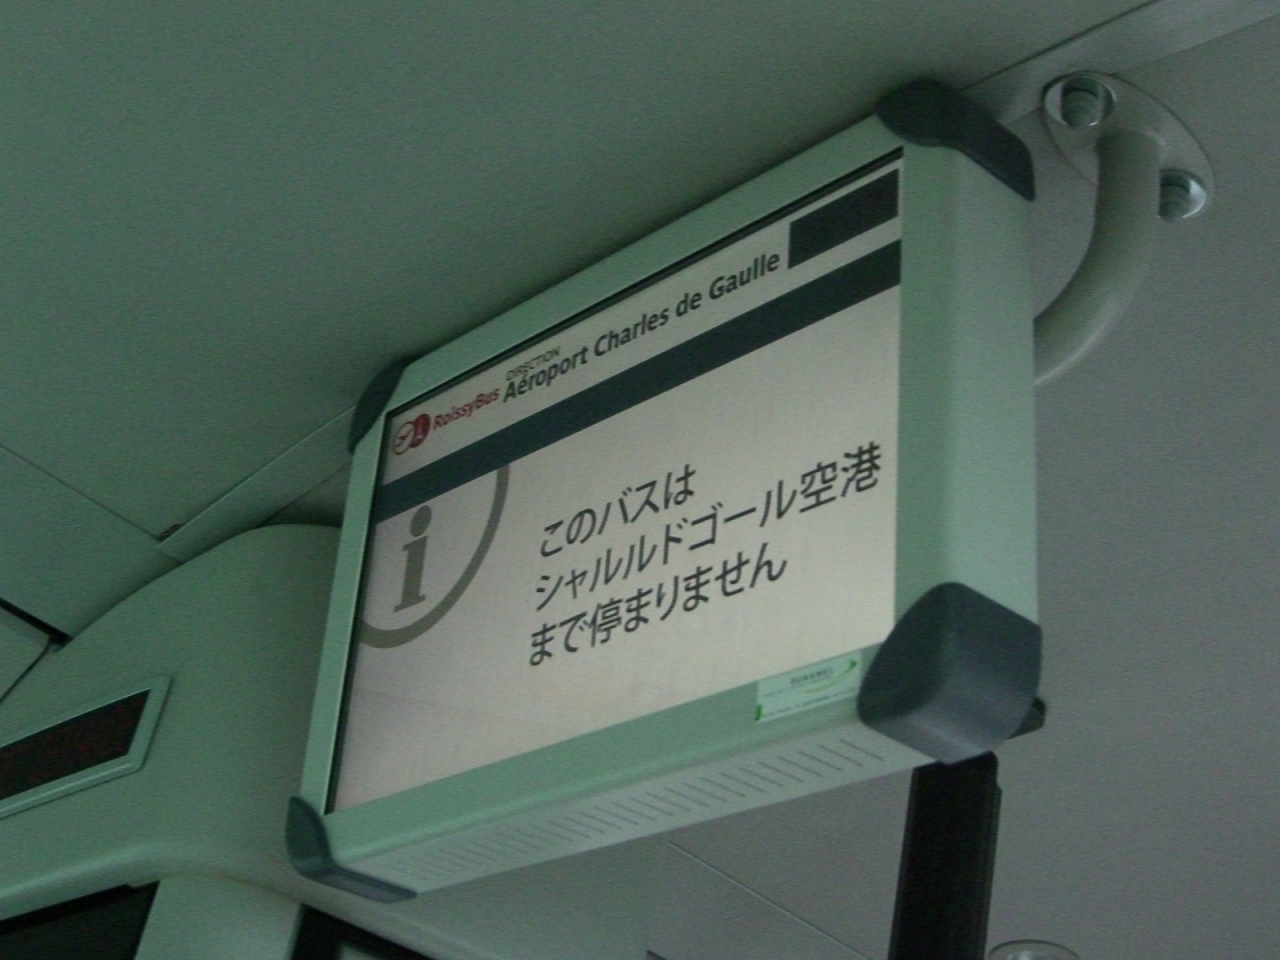 RoissyBus
DIRECTION
Aéroport Charles de Gaulle
i
このバスは
シャルルドゴール空港
まで停まりません